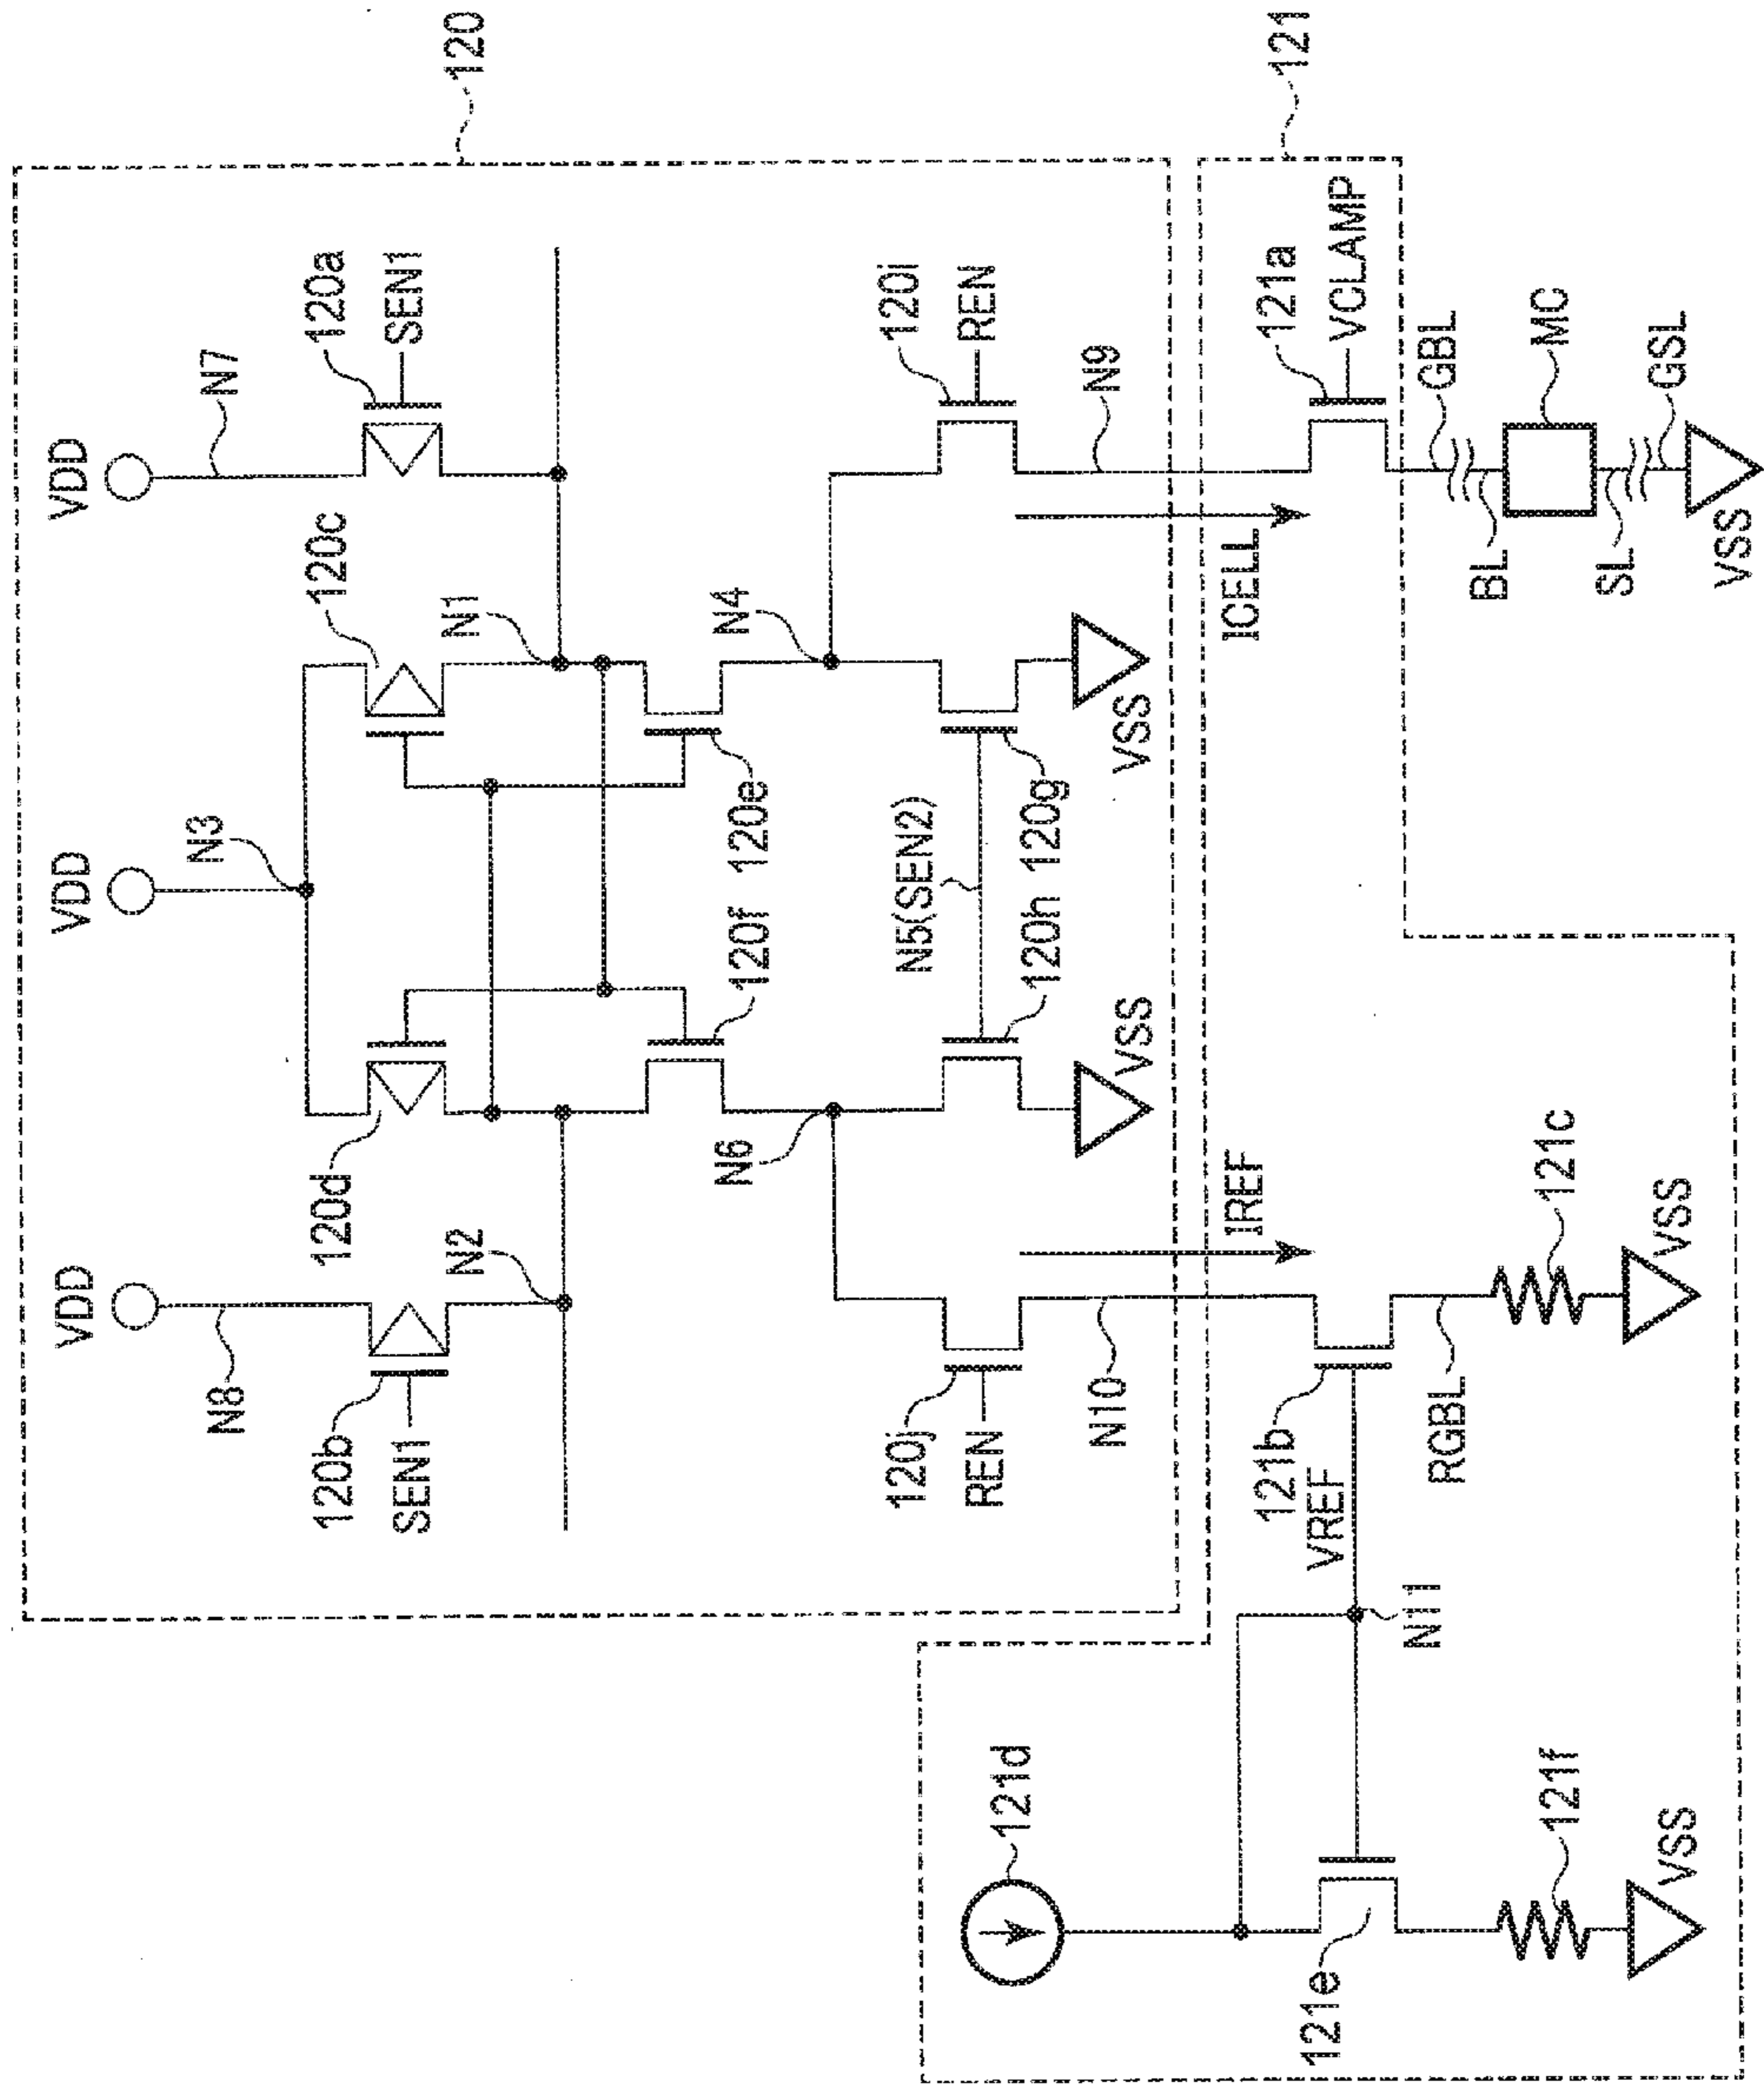 120
121
VDD
VDD
VDD
N7
120a
SEN1
N3
120c
N8
120b
SEN1
120d
N1
N2
120e
120f
N4
N6
N5(SEN2)
120g
120h
120i
REN
120j
REN
VSS
VSS
N9
N10
ICELL
IREF
121a
VCLAMP
GBL
BL
MC
SL
GSL
VSS
121b
VREF
N11
RGBL
121c
VSS
121d
121e
121f
VSS